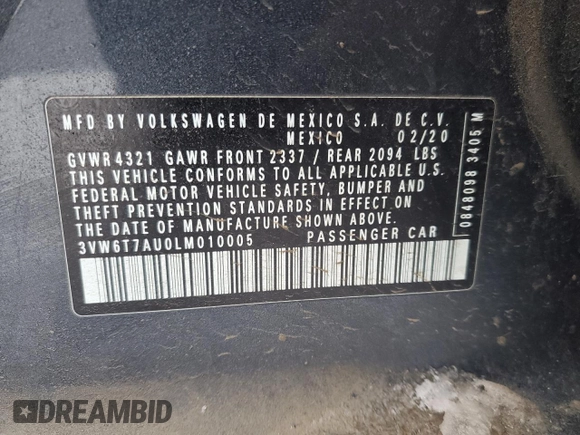 MFD BY VOLKSWAGEN DE MEXICO S.A. DE C.V.
MEXICO 02/20
GVWR 4321 GAWR FRONT 2337 / REAR 2094 LBS
THIS VEHICLE CONFORMS TO ALL APPLICABLE U.S.
FEDERAL MOTOR VEHICLE SAFETY, BUMPER AND
THEFT PREVENTION STANDARDS IN EFFECT ON
THE DATE OF MANUFACTURE SHOWN ABOVE.
3VW6T7AU0LM010005 PASSENGER CAR
0848098 3405 M
DREAMBID